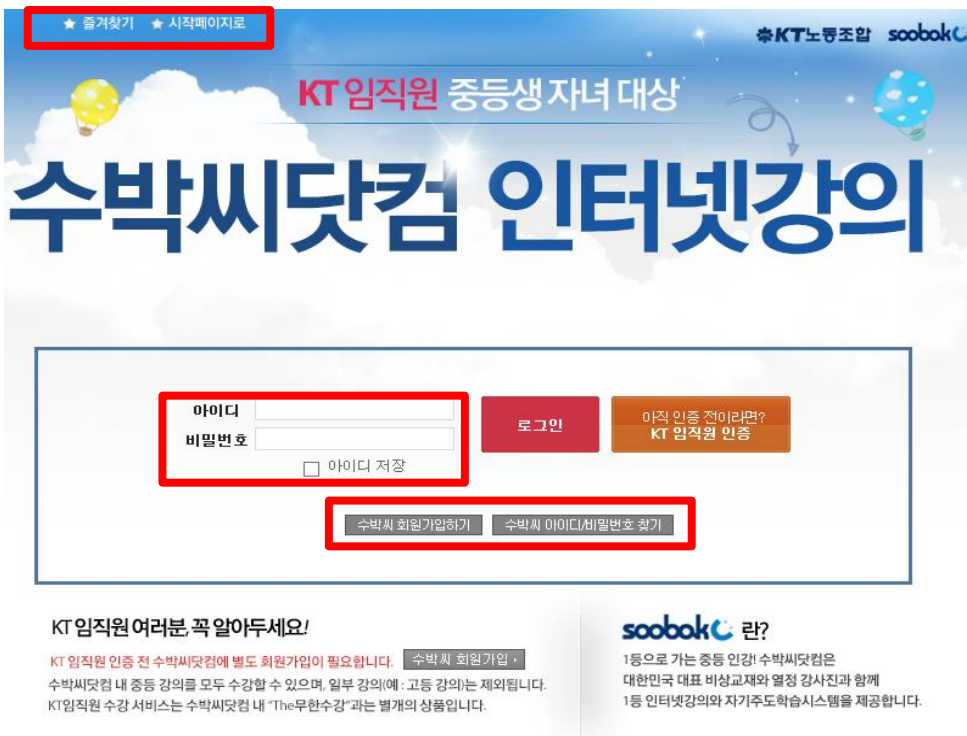 ★ 즐겨찾기 ★ 시작페이지로
KT노동조합 soobakC
KT 임직원 중등생 자녀 대상
수박씨닷컴 인터넷강의
아이디
비밀번호
아이디 저장
로그인
아직 인증 전이라면?
KT 임직원 인증
수박씨 회원가입하기 수박씨 아이디/비밀번호 찾기
KT 임직원 여러분, 꼭 알아두세요!
KT 임직원 인증 전 수박씨닷컴에 별도 회원가입이 필요합니다. 수박씨 회원가입
수박씨닷컴 내 중등 강의를 모두 수강할 수 있으며, 일부 강의(예 : 고등 강의)는 제외됩니다.
KT임직원 수강 서비스는 수박씨닷컴 내 "The무한수강"과는 별개의 상품입니다.
soobakC 란?
1등으로 가는 중등 인강! 수박씨닷컴은
대한민국 대표 비상교재와 열정 강사진과 함께
1등 인터넷강의와 자기주도학습시스템을 제공합니다.